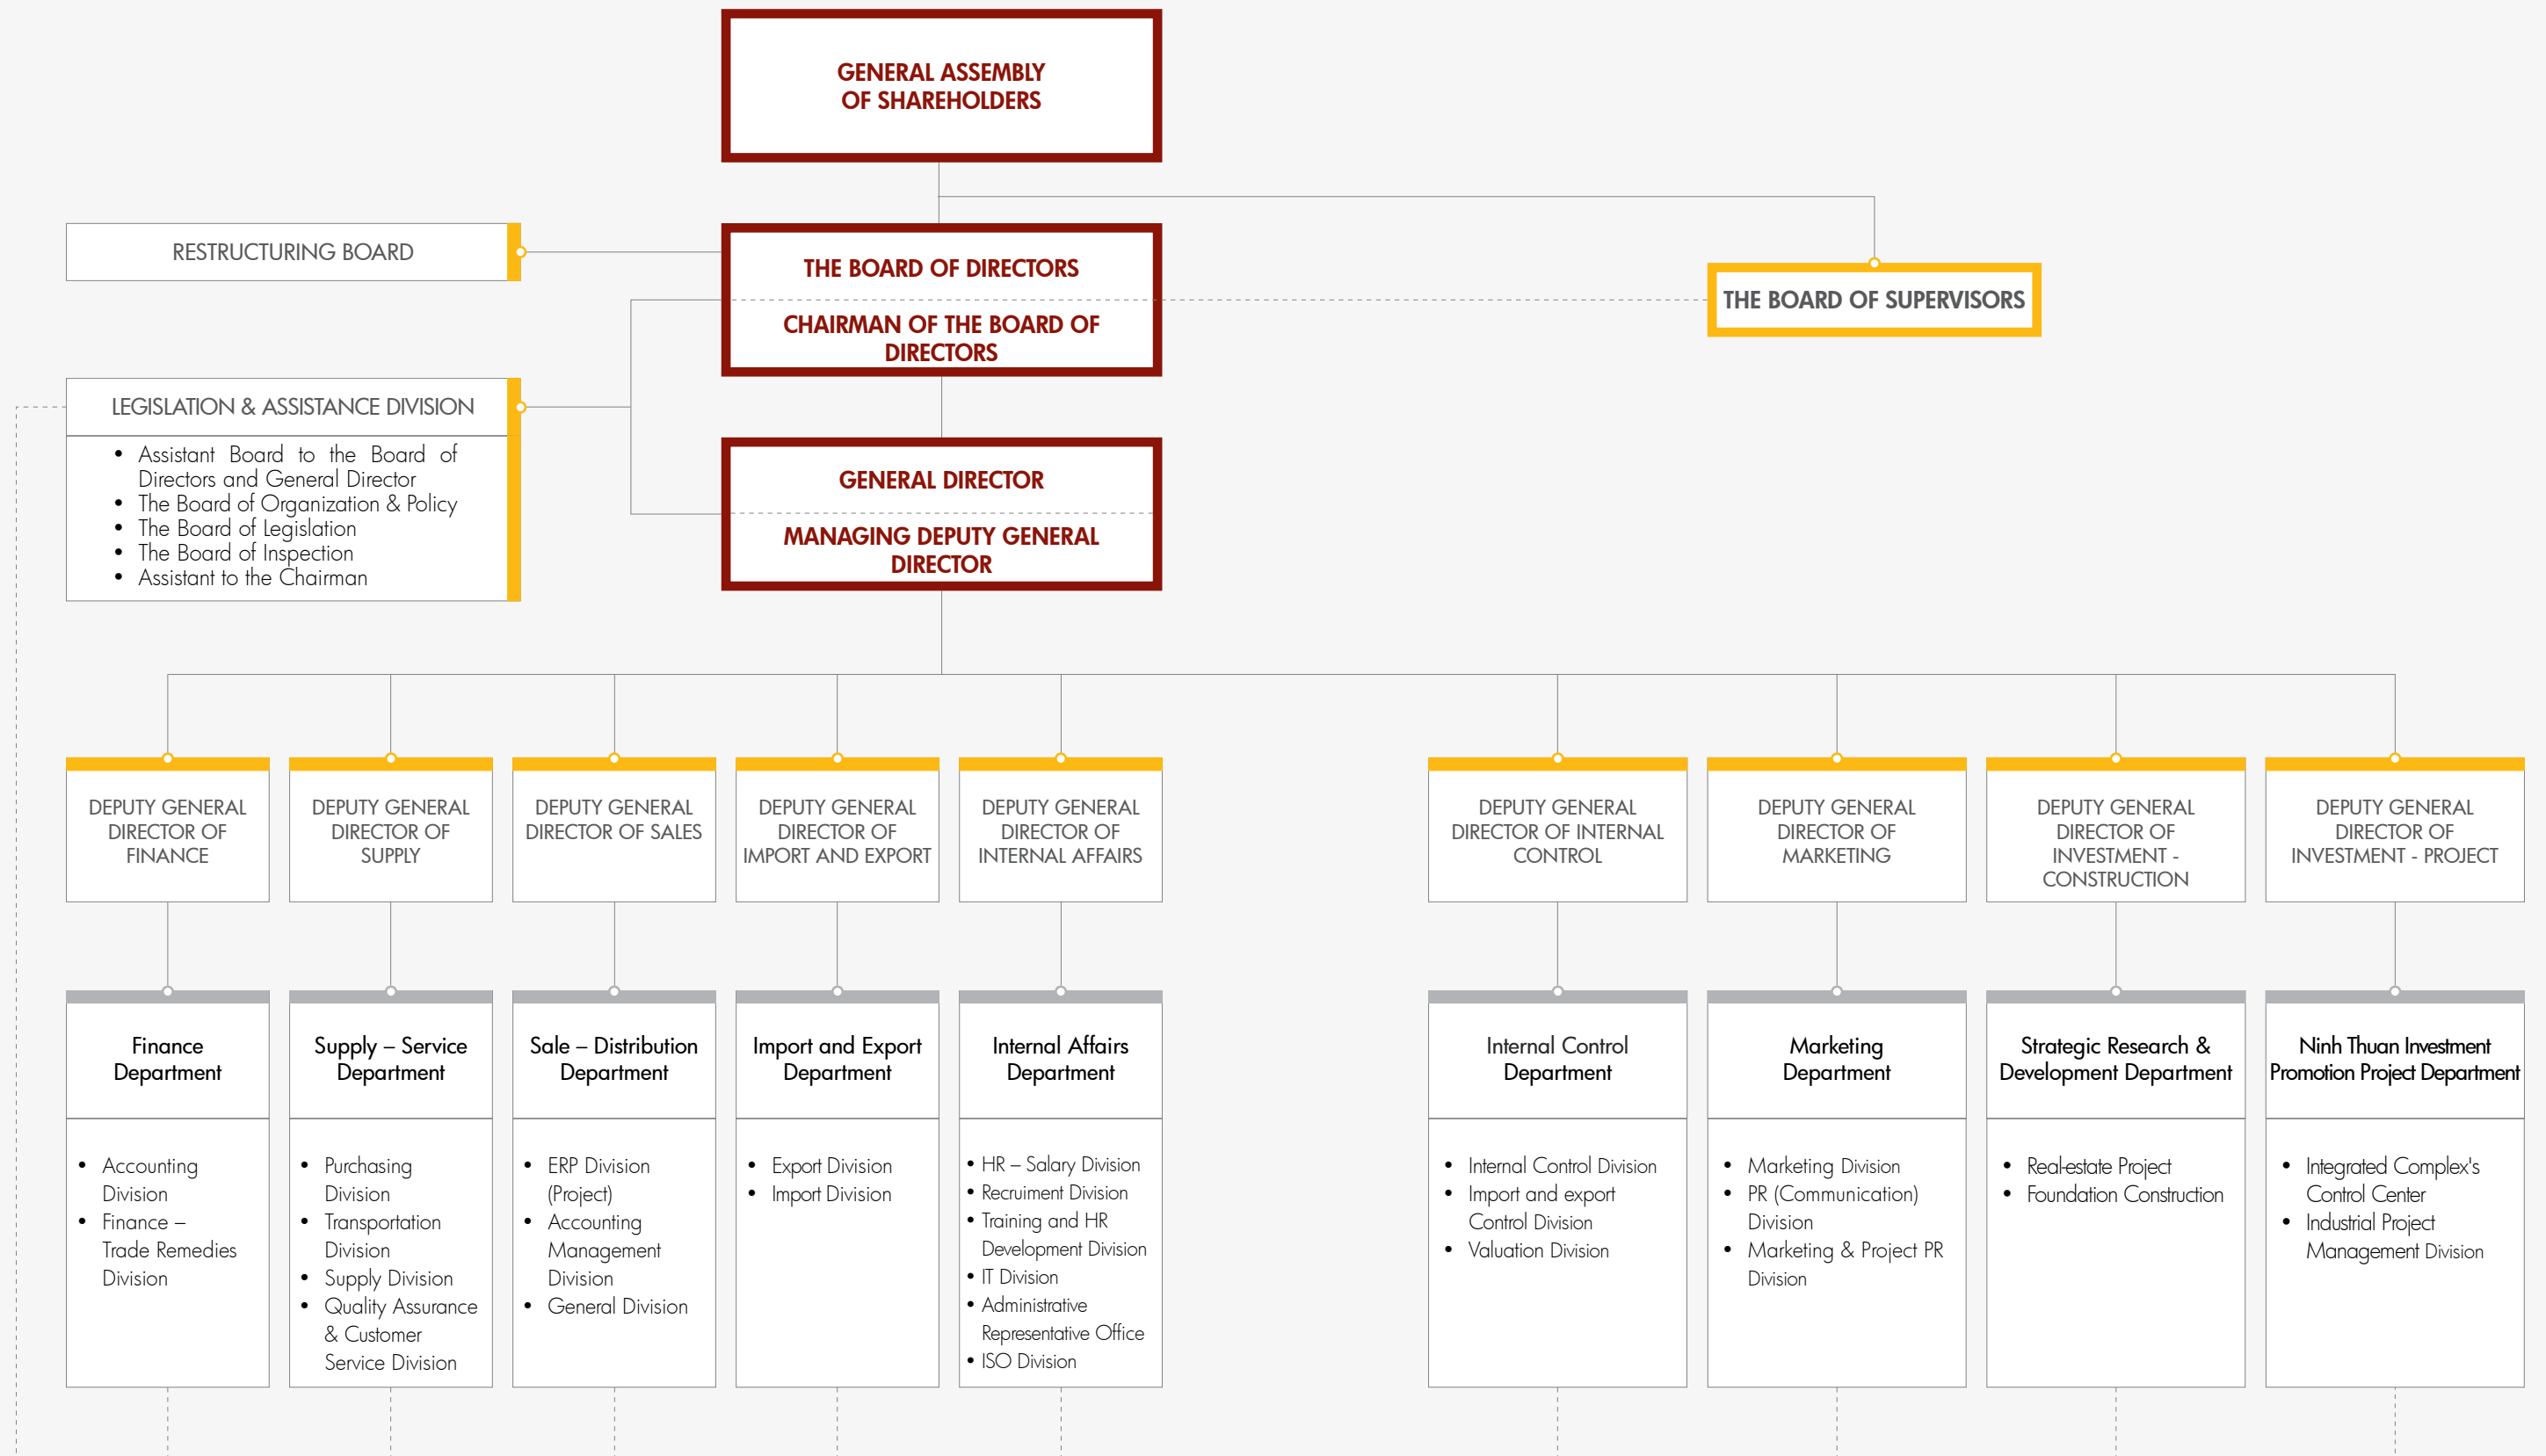 GENERAL ASSEMBLY
OF SHAREHOLDERS
RESTRUCTURING BOARD
THE BOARD OF DIRECTORS
CHAIRMAN OF THE BOARD OF
DIRECTORS
THE BOARD OF SUPERVISORS
LEGISLATION & ASSISTANCE DIVISION
• Assistant Board to the Board of
Directors and General Director
• The Board of Organization & Policy
• The Board of Legislation
• The Board of Inspection
• Assistant to the Chairman
GENERAL DIRECTOR
MANAGING DEPUTY GENERAL
DIRECTOR
DEPUTY GENERAL
DIRECTOR OF
FINANCE
DEPUTY GENERAL
DIRECTOR OF
SUPPLY
DEPUTY GENERAL
DIRECTOR OF SALES
DEPUTY GENERAL
DIRECTOR OF
IMPORT AND EXPORT
DEPUTY GENERAL
DIRECTOR OF
INTERNAL AFFAIRS
DEPUTY GENERAL
DIRECTOR OF INTERNAL
CONTROL
DEPUTY GENERAL
DIRECTOR OF
MARKETING
DEPUTY GENERAL
DIRECTOR OF
INVESTMENT -
CONSTRUCTION
DEPUTY GENERAL
DIRECTOR OF
INVESTMENT - PROJECT
Finance
Department
Supply – Service
Department
Sale – Distribution
Department
Import and Export
Department
Internal Affairs
Department
Internal Control
Department
Marketing
Department
Strategic Research &
Development Department
Ninh Thuan Investment
Promotion Project Department
• Accounting
Division
• Finance –
Trade Remedies
Division
• Purchasing
Division
• Transportation
Division
• Supply Division
• Quality Assurance
& Customer
Service Division
• ERP Division
(Project)
• Accounting
Management
Division
• General Division
• Export Division
• Import Division
• HR – Salary Division
• Recruiment Division
• Training and HR
Development Division
• IT Division
• Administrative
Representative Office
• ISO Division
• Internal Control Division
• Import and export
Control Division
• Valuation Division
• Marketing Division
• PR (Communication)
Division
• Marketing & Project PR
Division
• Real-estate Project
• Foundation Construction
• Integrated Complex's
Control Center
• Industrial Project
Management Division